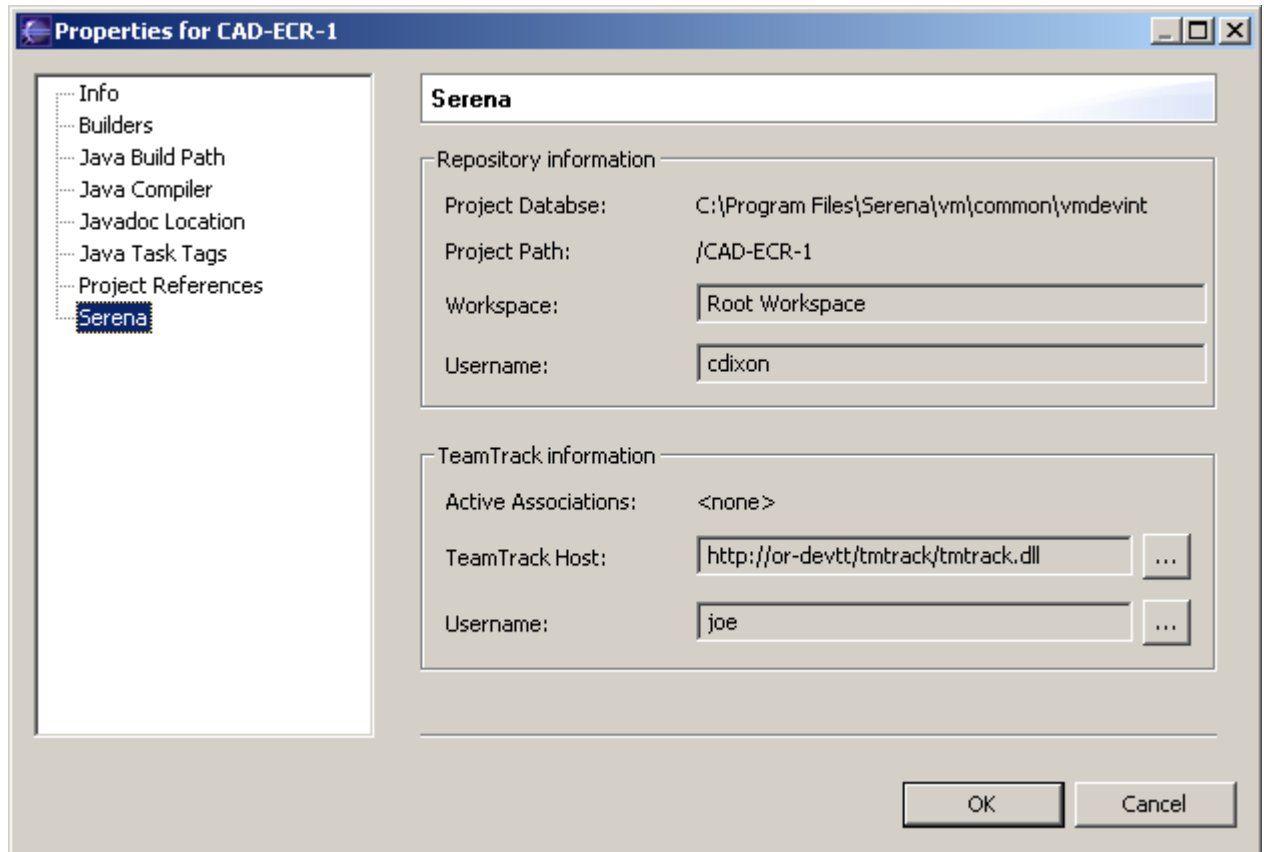 Properties for CAD-ECR-1
Info
Builders
Java Build Path
Java Compiler
Javadoc Location
Java Task Tags
Project References
Serena
Serena
Repository information
Project Databse: C:\Program Files\Serena\vm\common\vmdevint
Project Path: /CAD-ECR-1
Workspace: Root Workspace
Username: cdixon
TeamTrack information
Active Associations: <none>
TeamTrack Host: http://or-devtt/tmtrack/tmtrack.dll ...
Username: joe ...
OK Cancel